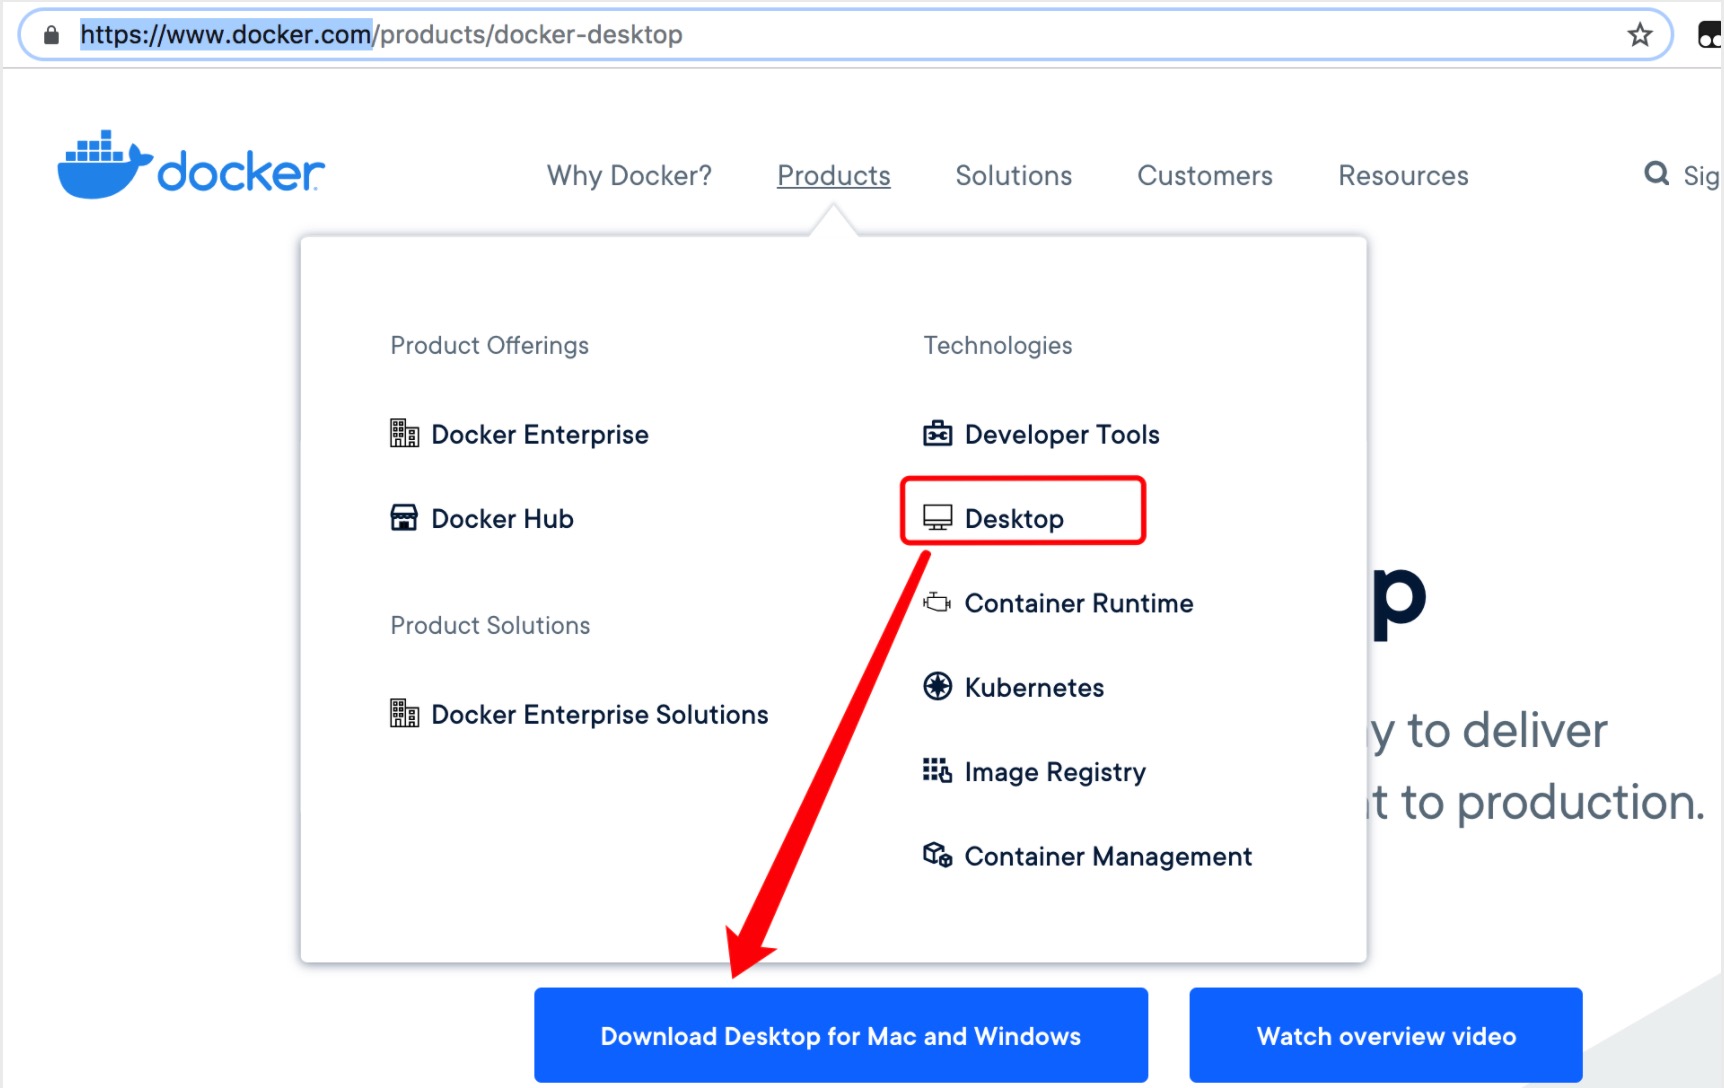 https://www.docker.com/products/docker-desktop
docker
Why Docker? Products Solutions Customers Resources
Product Offerings
Docker Enterprise
Docker Hub
Product Solutions
Docker Enterprise Solutions
Technologies
Developer Tools
Desktop
Container Runtime
Kubernetes
Image Registry
Container Management
to deliver
to production.
Download Desktop for Mac and Windows
Watch overview video